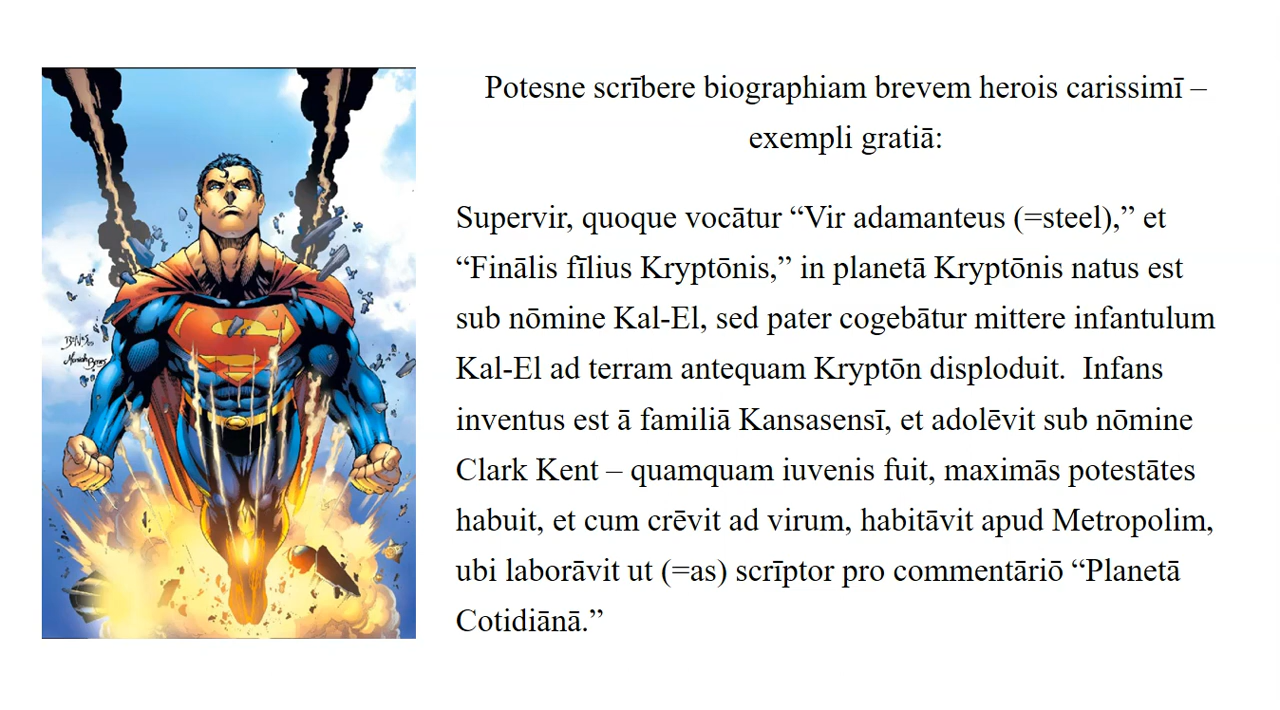 Potesne scrībere biographiam brevem herois carissimī –
exempli gratiā:
Supervir, quoque vocātur “Vir adamanteus (=steel),” et
“Finālis fīlius Kryptōnis,” in planetā Kryptōnis natus est
sub nōmine Kal-El, sed pater cogebātur mittere infantulum
Kal-El ad terram antequam Kryptōn disploduit.  Infans
inventus est ā familiā Kansasensī, et adolēvit sub nōmine
Clark Kent – quamquam iuvenis fuit, maximās potestātes
habuit, et cum crēvit ad virum, habitāvit apud Metropolim,
ubi laborāvit ut (=as) scrīptor pro commentāriō “Planetā
Cotidiānā.”